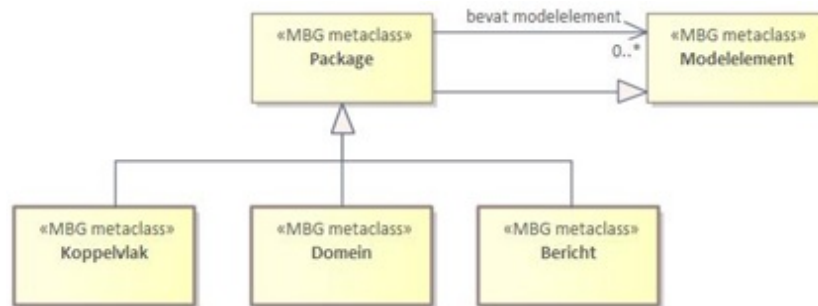 bevat modelelement
«MBG metaclass»
Package
0..*
«MBG metaclass»
Modelelement
«MBG metaclass»
Koppelvlak
«MBG metaclass»
Domein
«MBG metaclass»
Bericht